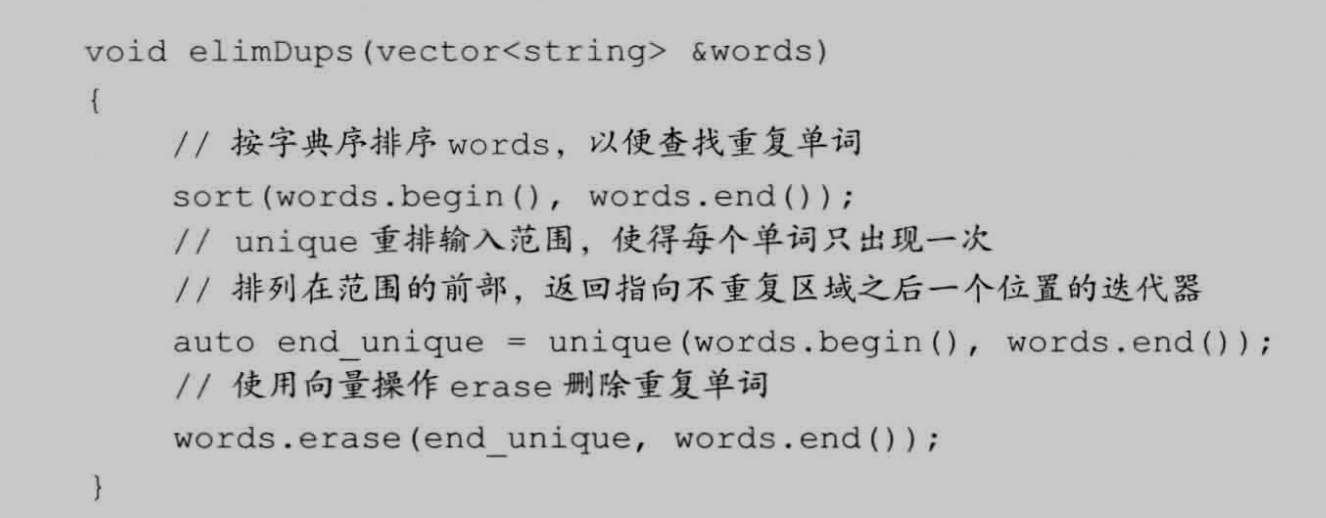 void elimDups(vector<string> &words)
{
// 按字典序排序 words，以便查找重复单词
sort(words.begin(), words.end());
// unique 重排输入范围，使得每个单词只出现一次
// 排列在范围的前部，返回指向不重复区域之后一个位置的迭代器
auto end_unique = unique(words.begin(), words.end());
// 使用向量操作 erase 删除重复单词
words.erase(end_unique, words.end());
}